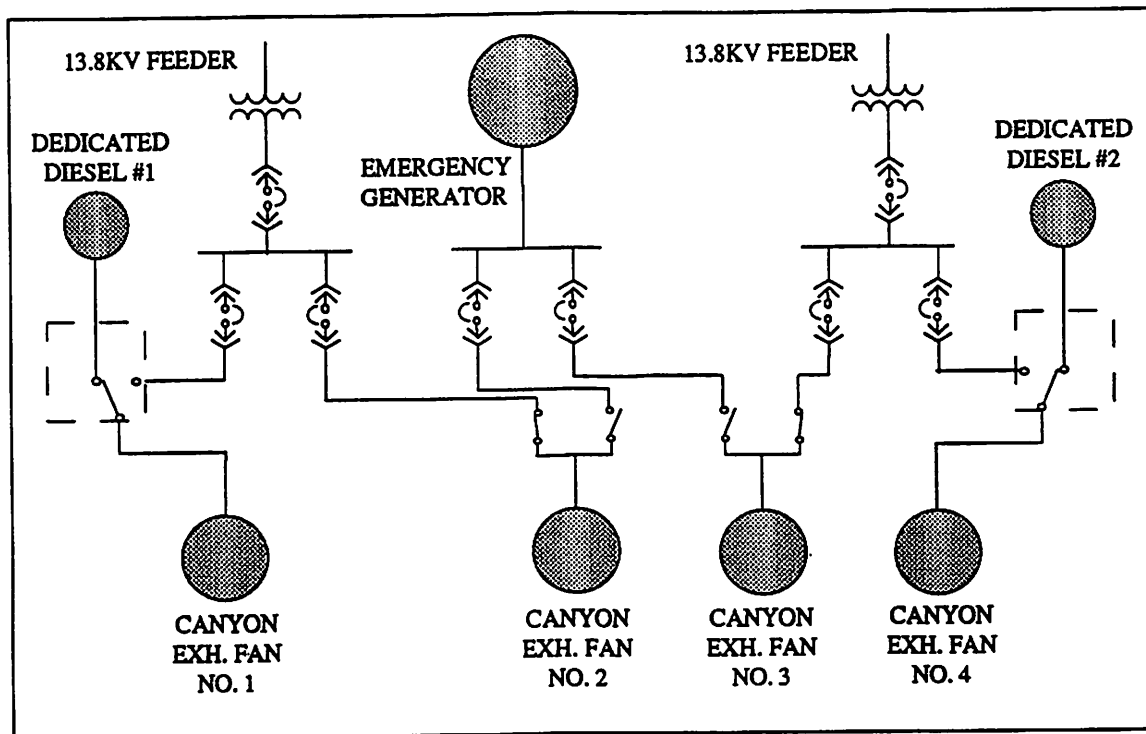 13.8KV FEEDER
13.8KV FEEDER
DEDICATED
DIESEL #1
EMERGENCY
GENERATOR
DEDICATED
DIESEL #2
CANYON
EXH. FAN
NO. 1
CANYON
EXH. FAN
NO. 2
CANYON
EXH. FAN
NO. 3
CANYON
EXH. FAN
NO. 4